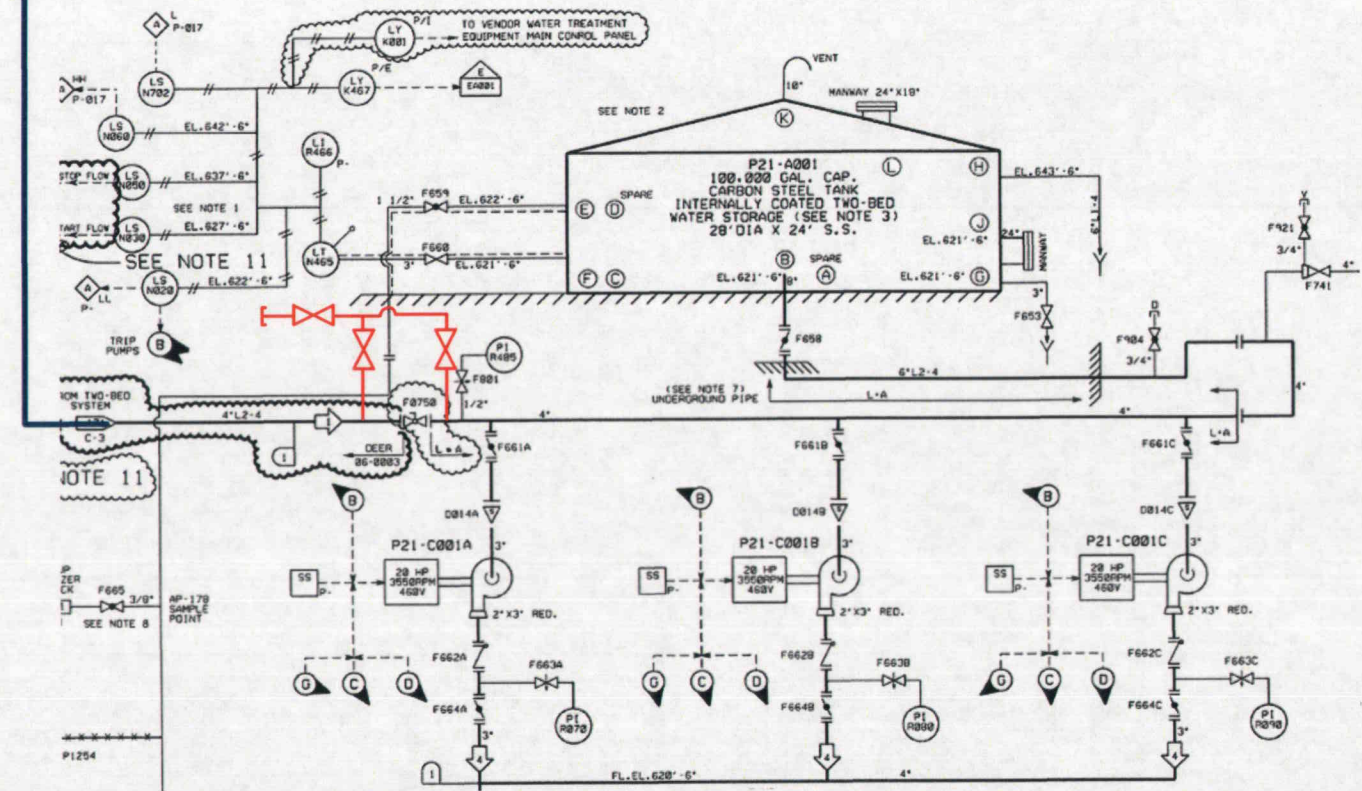 L
A
P-017
LY
K001
P/I
TO VENDOR WATER TREATMENT
EQUIPMENT MAIN CONROL PANEL
HH
P-017
LS
N702
LY
K467
P/E
E
EA001
LS
N060
EL.642'-6"
STOP FLOW
LS
N050
EL.637'-6"
SEE NOTE 1
START FLOW
LS
N030
EL.627'-6"
SEE NOTE 11
A
P-
LL
LS
N020
EL.622'-6"
TRIP
PUMPS
B
LI
R466
P-
LT
N465
1 1/2"
F659
EL.622'-6"
3"
F660
EL.621'-6"
SEE NOTE 2
VENT
10"
MANWAY 24"X18"
K
P21-A001
100.000 GAL. CAP.
CARBON STEEL TANK
INTERNALLY COATED TWO-BED
WATER STORAGE (SEE NOTE 3)
28'DIA X 24' S.S.
SPARE
E
D
F
C
L
H
J
EL.621'-6"
24"
MANWAY
B
SPARE
A
EL.621'-6"
8"
EL.621'-6"
G
EL.643'-6"
3"
F653
F658
F984
3/4"
F921
3/4"
F741
4"
6"L2-4
(SEE NOTE 7)
UNDERGROUND PIPE
L+A
4"
4"
L+A
PI
R485
F801
1/2"
TWO-BED
SYSTEM
C-3
4"L2-4
F0750
4"
DEER
06-0003
L+A
1
NOTE 11
F661A
F661B
F661C
D014A
D014B
D014C
B
B
B
P21-C001A
3"
P21-C001B
3"
P21-C001C
3"
SS
P-
20 HP
3550RPM
460V
SS
P-
20 HP
3550RPM
460V
SS
P-
20 HP
3550RPM
460V
2"X3" RED.
2"X3" RED.
2"X3" RED.
F665
3/8"
AP-178
SAMPLE
POINT
SEE NOTE 8
F662A
F663A
F662B
F663B
F662C
F663C
G
C
D
G
C
D
G
C
D
F664A
3"
PI
R070
F664B
PI
R080
F664C
3"
PI
R090
P1254
4
4
4
1
FL.EL.620'-6"
4"